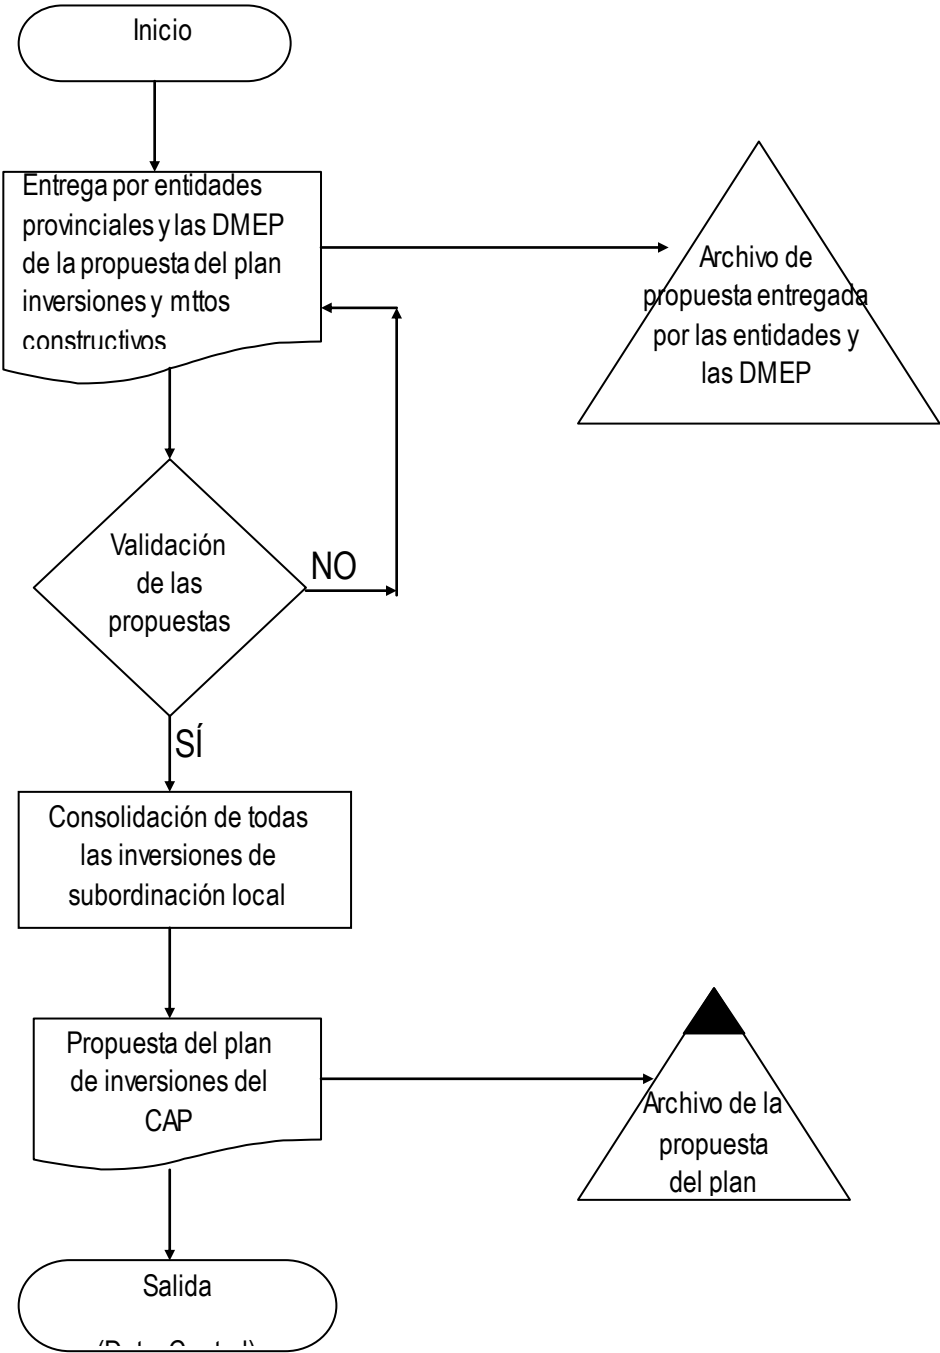 Inicio
Entrega por entidades
provinciales y las DMEP
de la propuesta del plan
inversiones y mttos
constructivos
Archivo de
propuesta entregada
por las entidades y
las DMEP
Validación
de las
propuestas
NO
SÍ
Consolidación de todas
las inversiones de
subordinación local
Propuesta del plan
de inversiones del
CAP
Archivo de la
propuesta
del plan
Salida